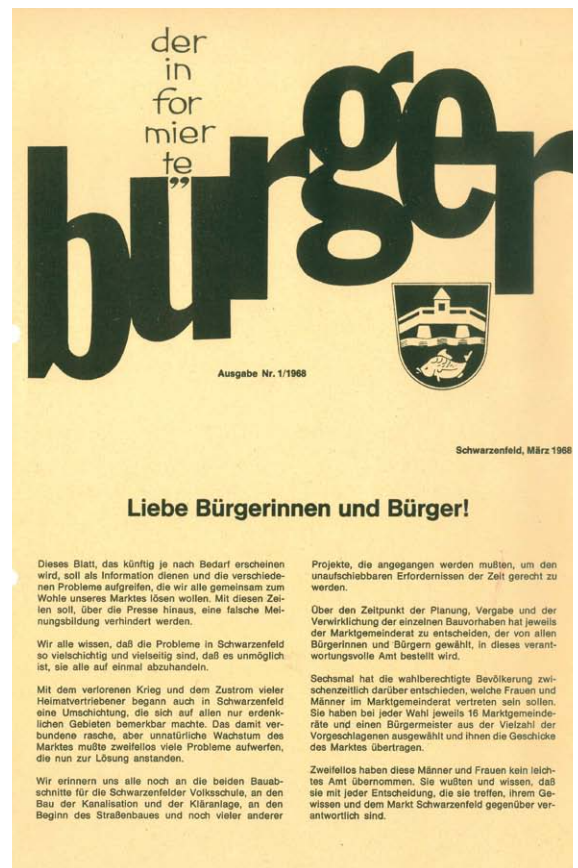 der
in
for
mier
te
bürger
Ausgabe Nr. 1/1968
Schwarzenfeld, März 1968
Liebe Bürgerinnen und Bürger!
Dieses Blatt, das künftig je nach Bedarf erscheinen
wird, soll als Information dienen und die verschiede-
nen Probleme aufgreifen, die wir alle gemeinsam zum
Wohle unseres Marktes lösen wollen. Mit diesen Zei-
len soll, über die Presse hinaus, eine falsche Mei-
nungsbildung verhindert werden.
Wir alle wissen, daß die Probleme in Schwarzenfeld
so vielschichtig und vielseitig sind, daß es unmöglich
ist, sie alle auf einmal abzuhandeln.
Mit dem verlorenen Krieg und dem Zustrom vieler
Heimatvertriebener begann auch in Schwarzenfeld
eine Umschichtung, die sich auf allen nur erdenk-
lichen Gebieten bemerkbar machte. Das damit ver-
bundene rasche, aber unnatürliche Wachstum des
Marktes mußte zweifellos viele Probleme aufwerfen,
die nun zur Lösung anstanden.
Wir erinnern uns alle noch an die beiden Bauab-
schnitte für die Schwarzenfelder Volksschule, an den
Bau der Kanalisation und der Kläranlage, an den
Beginn des Straßenbaues und noch vieler anderer
Projekte, die angegangen werden mußten, um den
unaufschiebbaren Erfordernissen der Zeit gerecht zu
werden.
Über den Zeitpunkt der Planung, Vergabe und der
Verwirklichung der einzelnen Bauvorhaben hat jeweils
der Marktgemeinderat zu entscheiden, der von allen
Bürgerinnen und Bürgern gewählt, in dieses verant-
wortungsvolle Amt bestellt wird.
Sechsmal hat die wahlberechtigte Bevölkerung zwi-
schenzeitlich darüber entschieden, welche Frauen und
Männer im Marktgemeinderat vertreten sein sollen.
Sie haben bei jeder Wahl jeweils 16 Marktgemeinde-
räte und einen Bürgermeister aus der Vielzahl der
Vorgeschlagenen ausgewählt und ihnen die Geschicke
des Marktes übertragen.
Zweifellos haben diese Männer und Frauen kein leich-
tes Amt übernommen. Sie wußten und wissen, daß
sie mit jeder Entscheidung, die sie treffen, ihrem Ge-
wissen und dem Markt Schwarzenfeld gegenüber ver-
antwortlich sind.